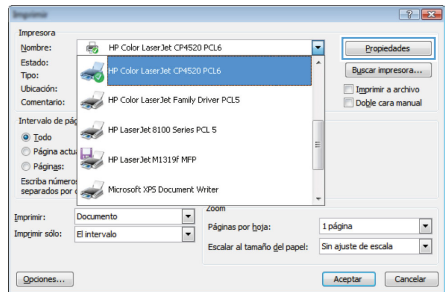 Imprimir
Impresora
Nombre: HP Color LaserJet CP4520 PCL6 Propiedades
Estado: HP Color LaserJet CP4520 PCL6 Buscar impresora...
Tipo:
Ubicación: HP Color LaserJet Family Driver PCL5 Imprimir a archivo
Comentario: Doble cara manual
Intervalo de pág
Todo HP LaserJet 8100 Series PCL 5
Página actu
Páginas: HP LaserJet M1319f MFP
Escriba números
separados por c Microsoft XPS Document Writer
Zoom
Imprimir: Documento Páginas por hoja: 1 página
Imprimir sólo: El intervalo Escalar al tamaño del papel: Sin ajuste de escala
Opciones... Aceptar Cancelar